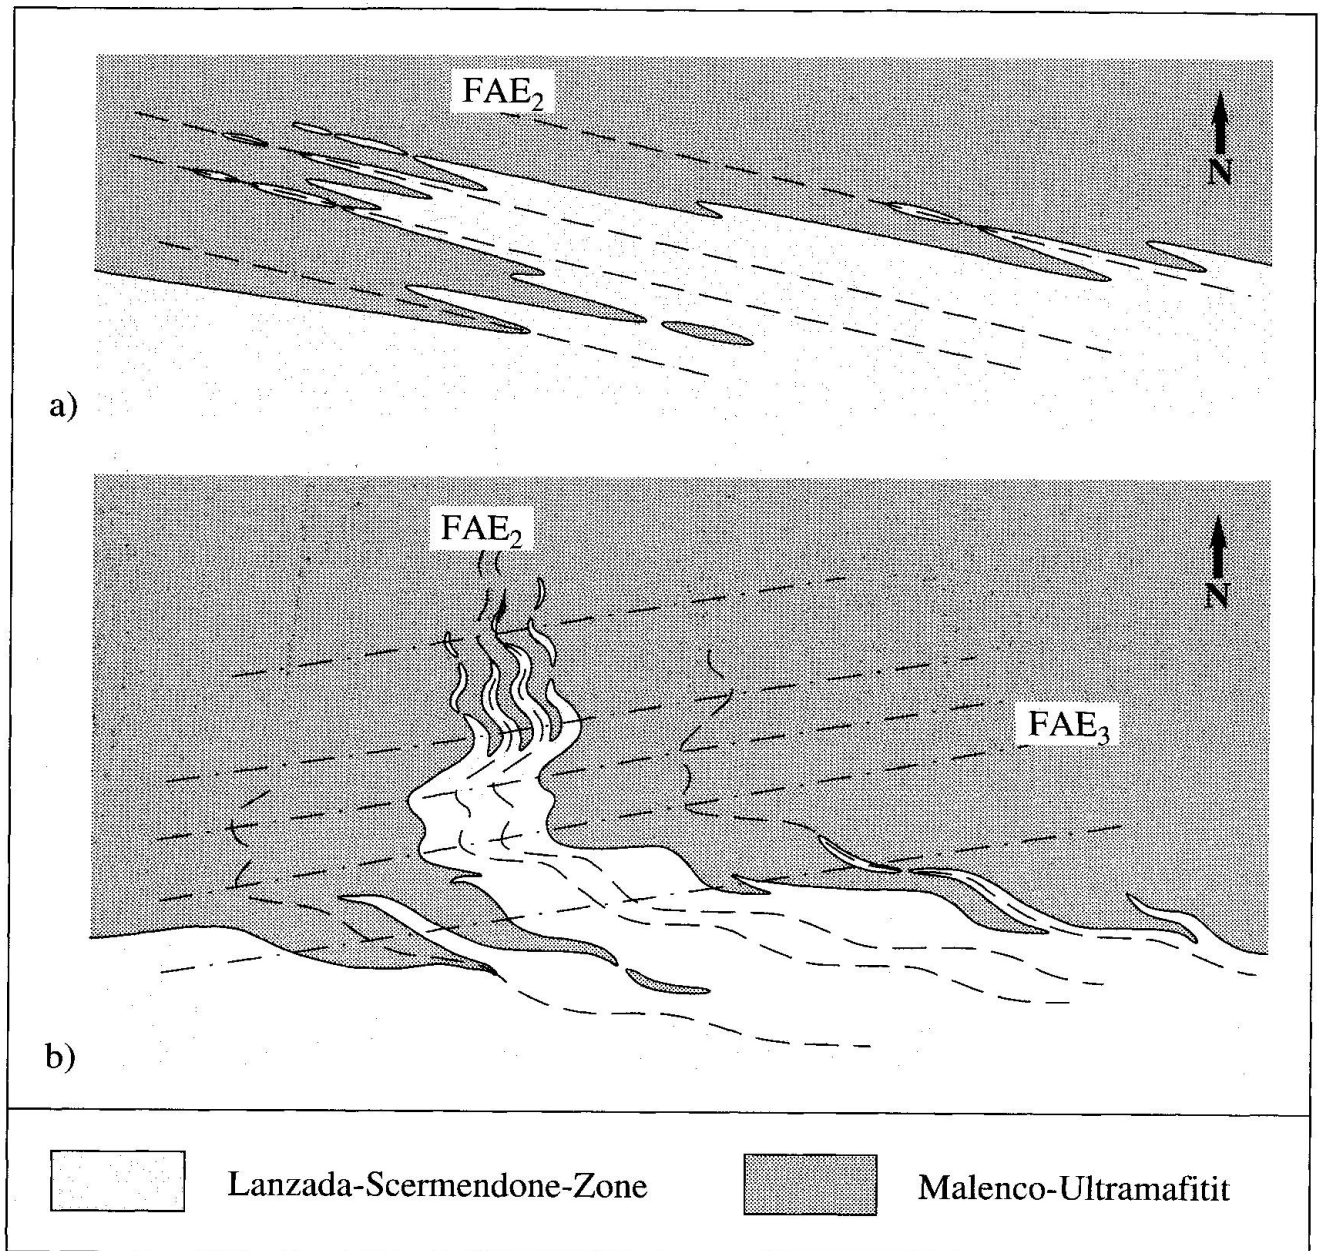 FAE₂
N
a)
FAE₂
N
FAE₃
b)
Lanzada-Scermendone-Zone
Malenco-Ultramafitit